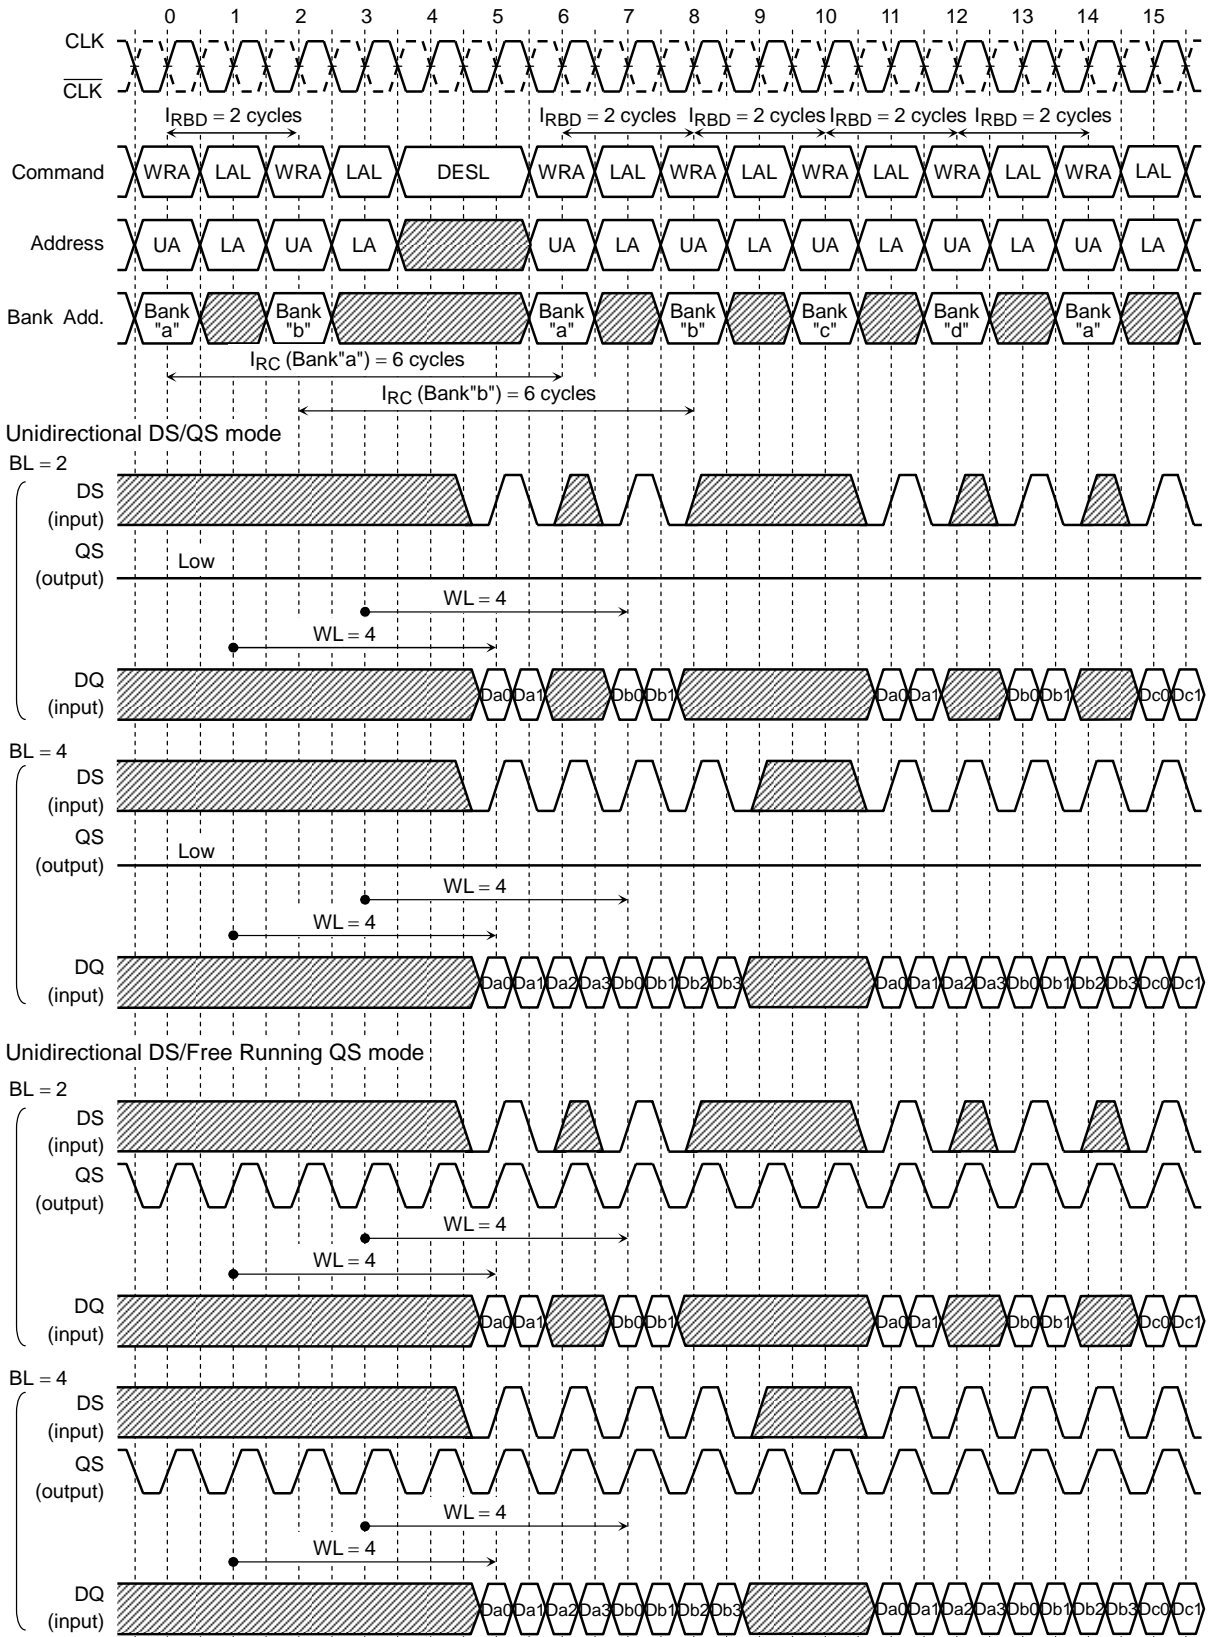 0 1 2 3 4 5 6 7 8 9 10 11 12 13 14 15
CLK
CLK
IRBD = 2 cycles IRBD = 2 cycles IRBD = 2 cycles IRBD = 2 cycles IRBD = 2 cycles
Command WRA LAL WRA LAL DESL WRA LAL WRA LAL WRA LAL WRA LAL WRA LAL
Address UA LA UA LA UA LA UA LA UA LA UA LA UA LA
Bank Add. Bank "a" Bank "b" Bank "a" Bank "b" Bank "c" Bank "d" Bank "a"
IRC (Bank"a") = 6 cycles
IRC (Bank"b") = 6 cycles
Unidirectional DS/QS mode
BL = 2
DS
(input)
QS
(output) Low
WL = 4
WL = 4
DQ
(input) Da0 Da1 Db0 Db1 Da0 Da1 Db0 Db1 Dc0 Dc1
BL = 4
DS
(input)
QS
(output) Low
WL = 4
WL = 4
DQ
(input) Da0 Da1 Da2 Da3 Db0 Db1 Db2 Db3 Da0 Da1 Da2 Da3 Db0 Db1 Db2 Db3 Dc0 Dc1
Unidirectional DS/Free Running QS mode
BL = 2
DS
(input)
QS
(output)
WL = 4
WL = 4
DQ
(input) Da0 Da1 Db0 Db1 Da0 Da1 Db0 Db1 Dc0 Dc1
BL = 4
DS
(input)
QS
(output)
WL = 4
WL = 4
DQ
(input) Da0 Da1 Da2 Da3 Db0 Db1 Db2 Db3 Da0 Da1 Da2 Da3 Db0 Db1 Db2 Db3 Dc0 Dc1